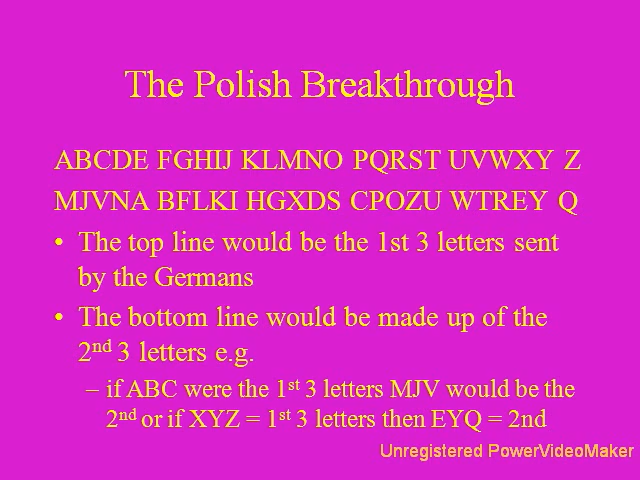 The Polish Breakthrough
ABCDE FGHIJ KLMNO PQRST UVWXY Z
MJVNA BFLKI HGXDS CPOZU WTREY Q
• The top line would be the 1st 3 letters sent
by the Germans
• The bottom line would be made up of the
2nd 3 letters e.g.
– if ABC were the 1st 3 letters MJV would be the
2nd or if XYZ = 1st 3 letters then EYQ = 2nd
Unregistered PowerVideoMaker